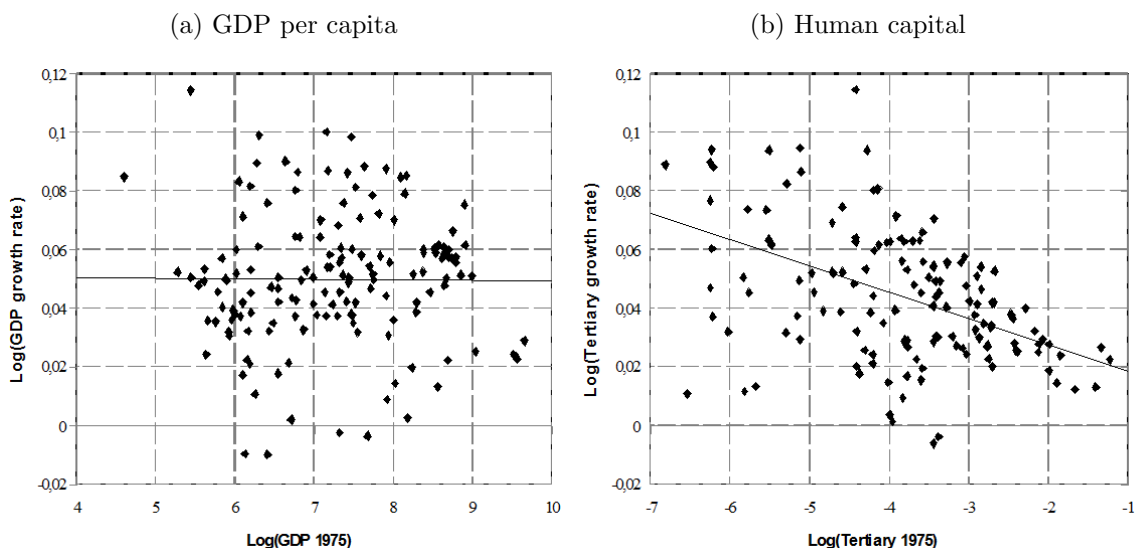 (a) GDP per capita
(b) Human capital
0,12
0,1
0,08
0,06
0,04
0,02
0
-0,02
Log(GDP growth rate)
4 5 6 7 8 9 10
Log(GDP 1975)
0,12
0,1
0,08
0,06
0,04
0,02
0
-0,02
Log(Tertiary growth rate)
-7 -6 -5 -4 -3 -2 -1
Log(Tertiary 1975)